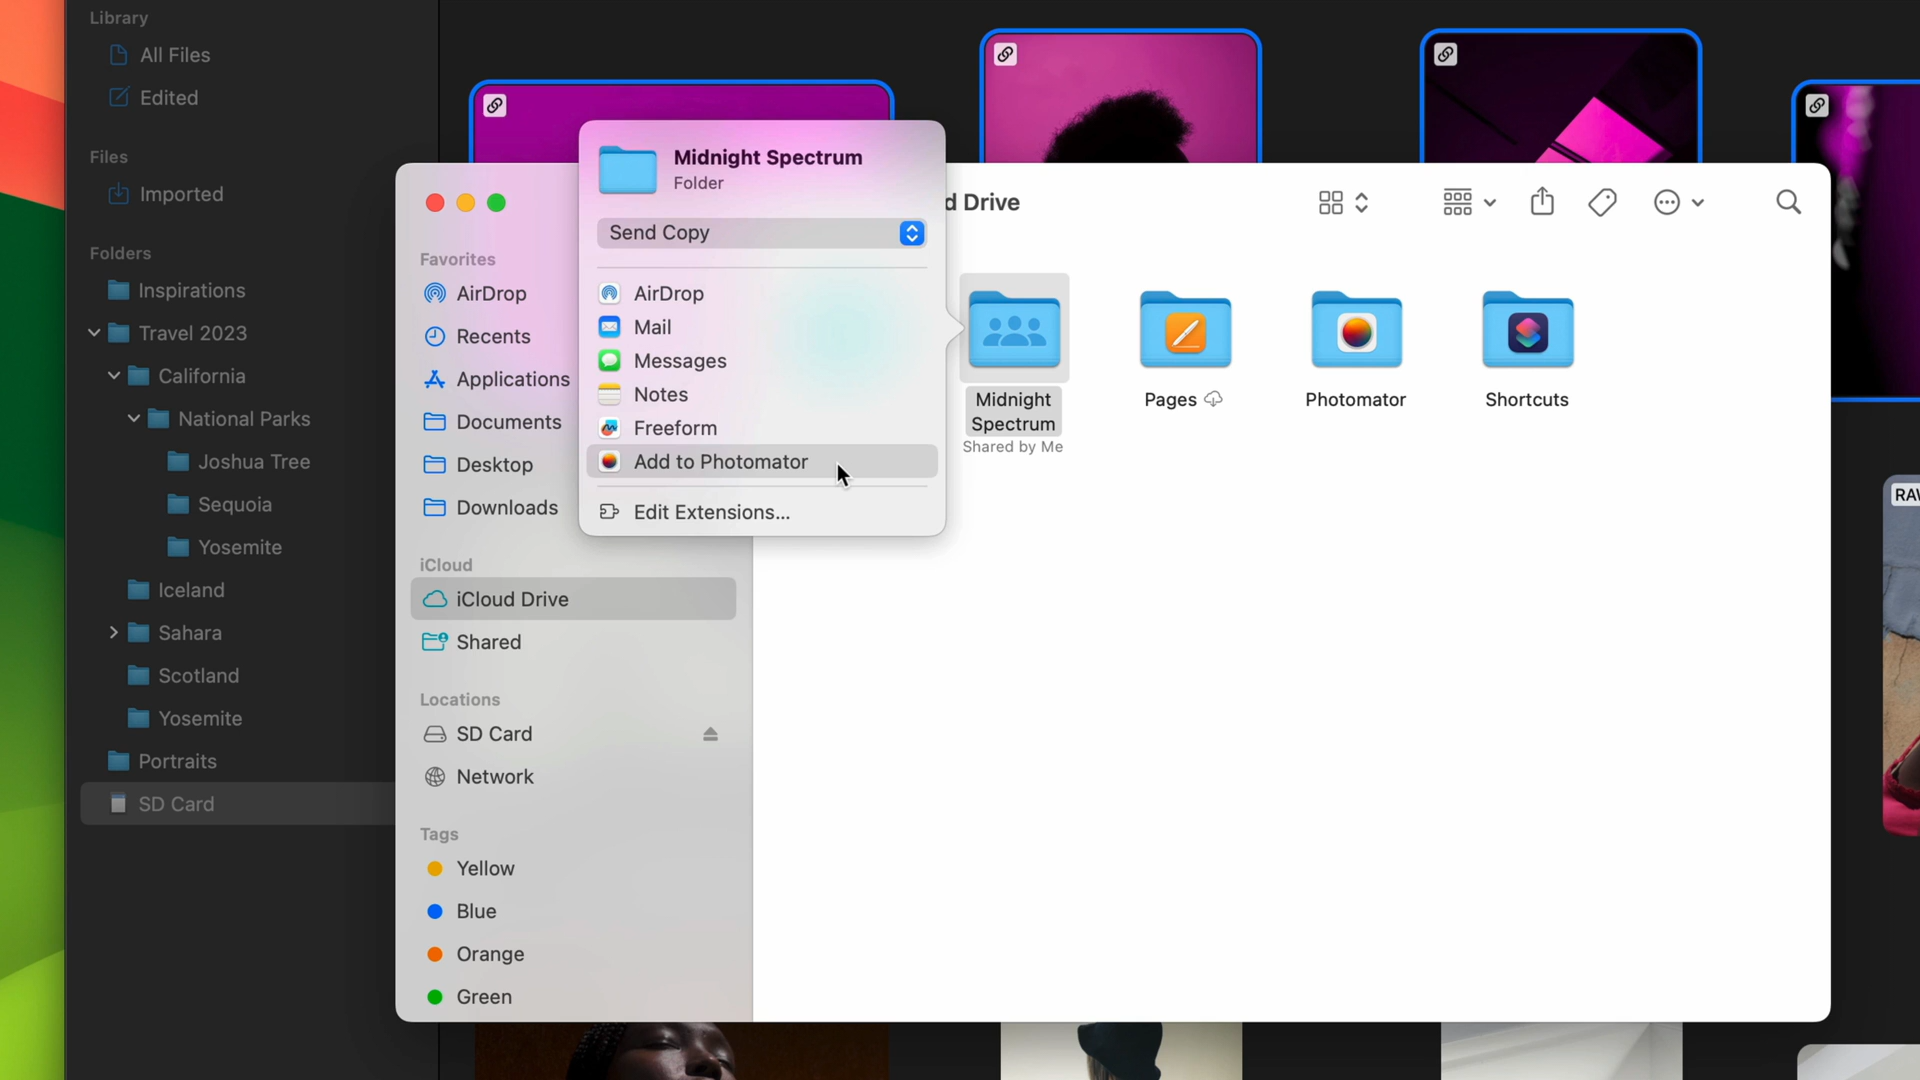 Library
All Files
Edited
Files
Imported
Folders
Inspirations
Travel 2023
California
National Parks
Joshua Tree
Sequoia
Yosemite
Iceland
Sahara
Scotland
Yosemite
Portraits
SD Card
Midnight Spectrum
Folder
Send Copy
AirDrop
Mail
Messages
Notes
Freeform
Add to Photomator
Edit Extensions...
Favorites
AirDrop
Recents
Applications
Documents
Desktop
Downloads
iCloud
iCloud Drive
Shared
Locations
SD Card
Network
Tags
Yellow
Blue
Orange
Green
d Drive
Midnight
Spectrum
Shared by Me
Pages
Photomator
Shortcuts
RAW